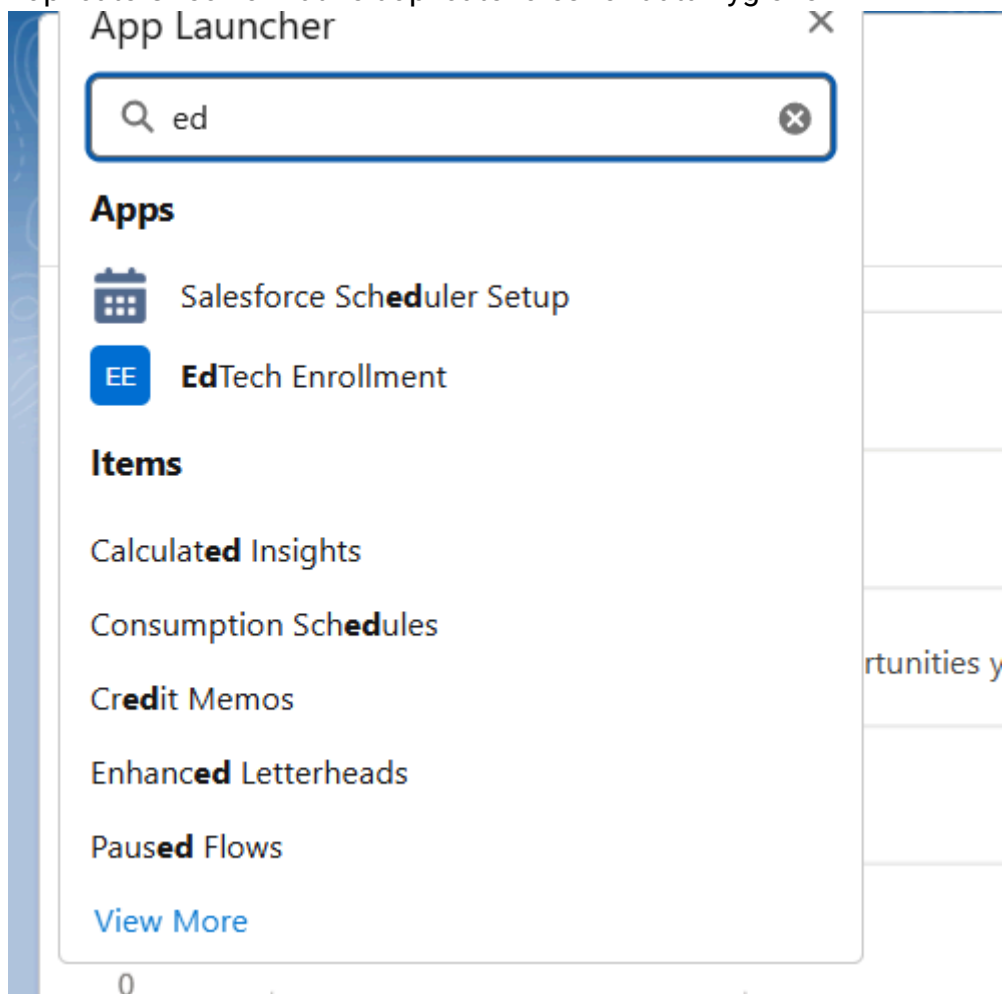 App Launcher
ed
Apps
Salesforce Scheduler Setup
EE
EdTech Enrollment
Items
Calculated Insights
Consumption Schedules
Credit Memos
rtunities y
Enhanced Letterheads
Paused Flows
View More
0